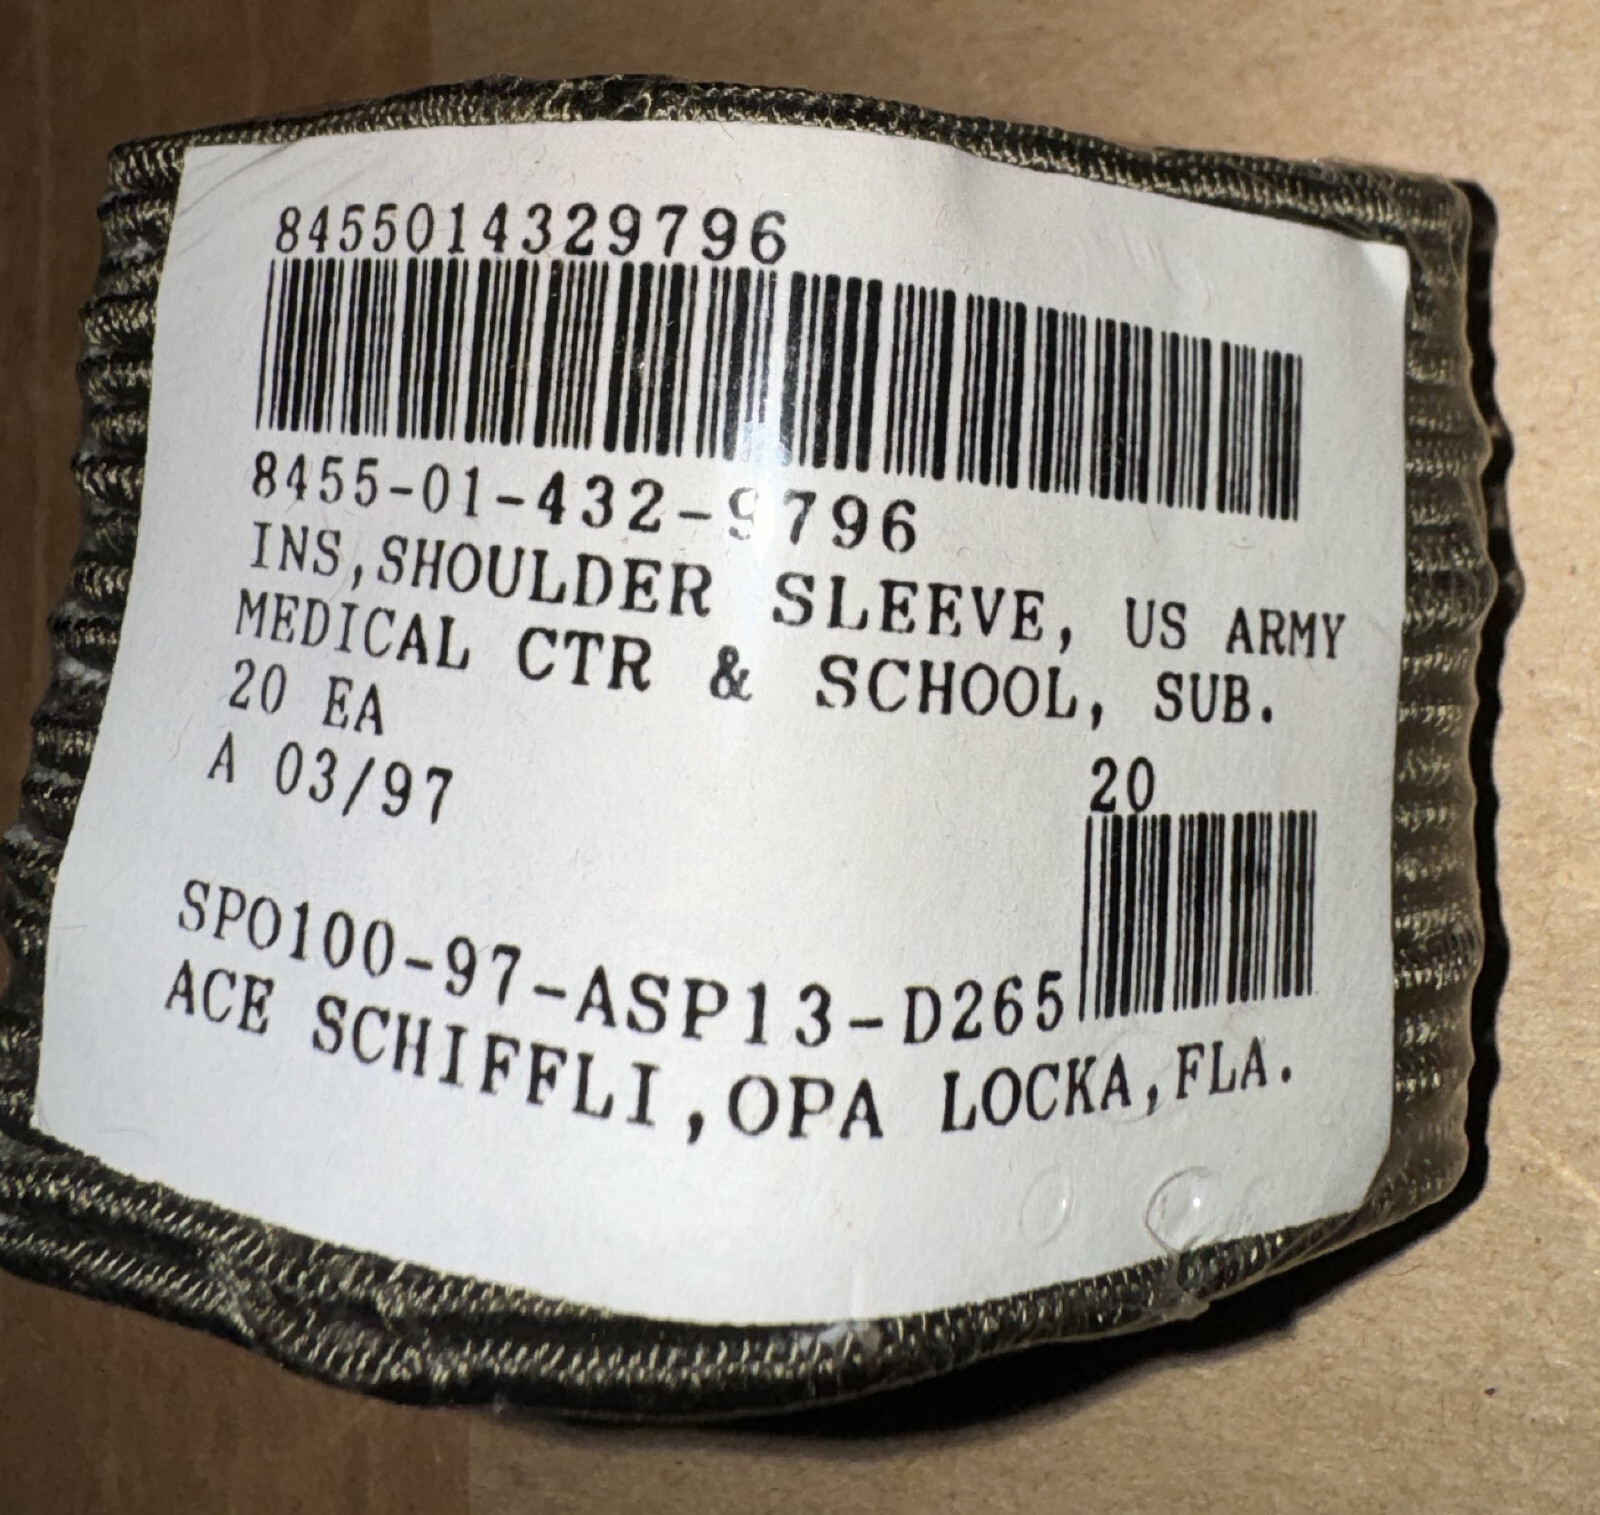 8455014329796
8455-01-432-9796
INS,SHOULDER SLEEVE, US ARMY
MEDICAL CTR & SCHOOL, SUB.
20 EA
A 03/97
20
SPO100-97-ASP13-D265
ACE SCHIFFLI,OPA LOCKA,FLA.